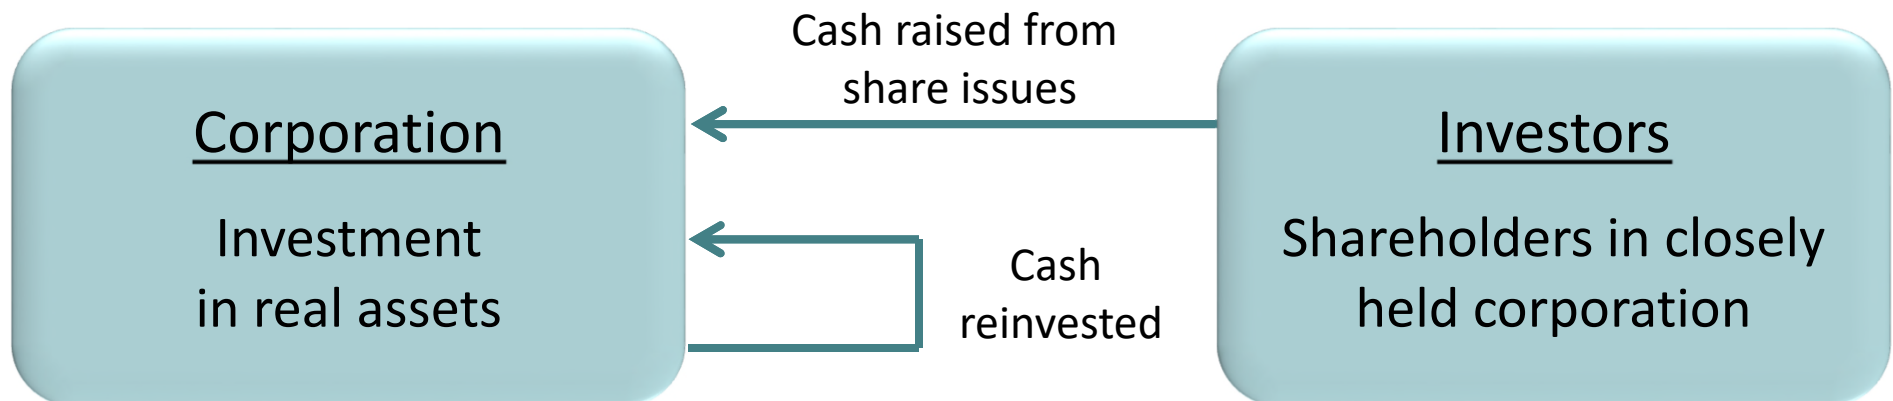 Cash raised from
share issues
Corporation
Investment
in real assets
Cash
reinvested
Investors
Shareholders in closely
held corporation